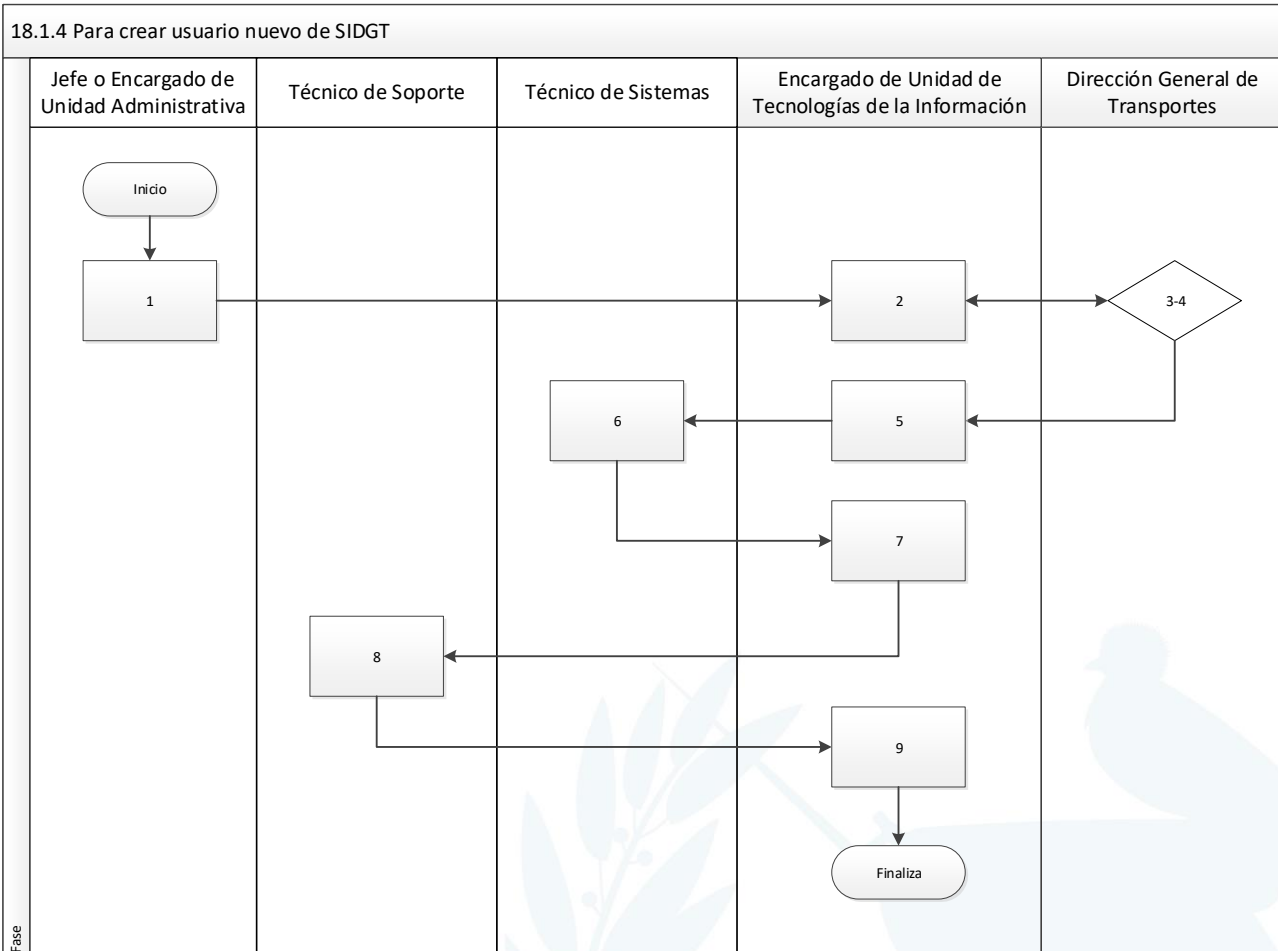 18.1.4 Para crear usuario nuevo de SIDGT
Jefe o Encargado de
Unidad Administrativa
Técnico de Soporte
Técnico de Sistemas
Encargado de Unidad de
Tecnologías de la Información
Dirección General de
Transportes
Inicio
1
2
3-4
6
5
7
8
9
Finaliza
Fase